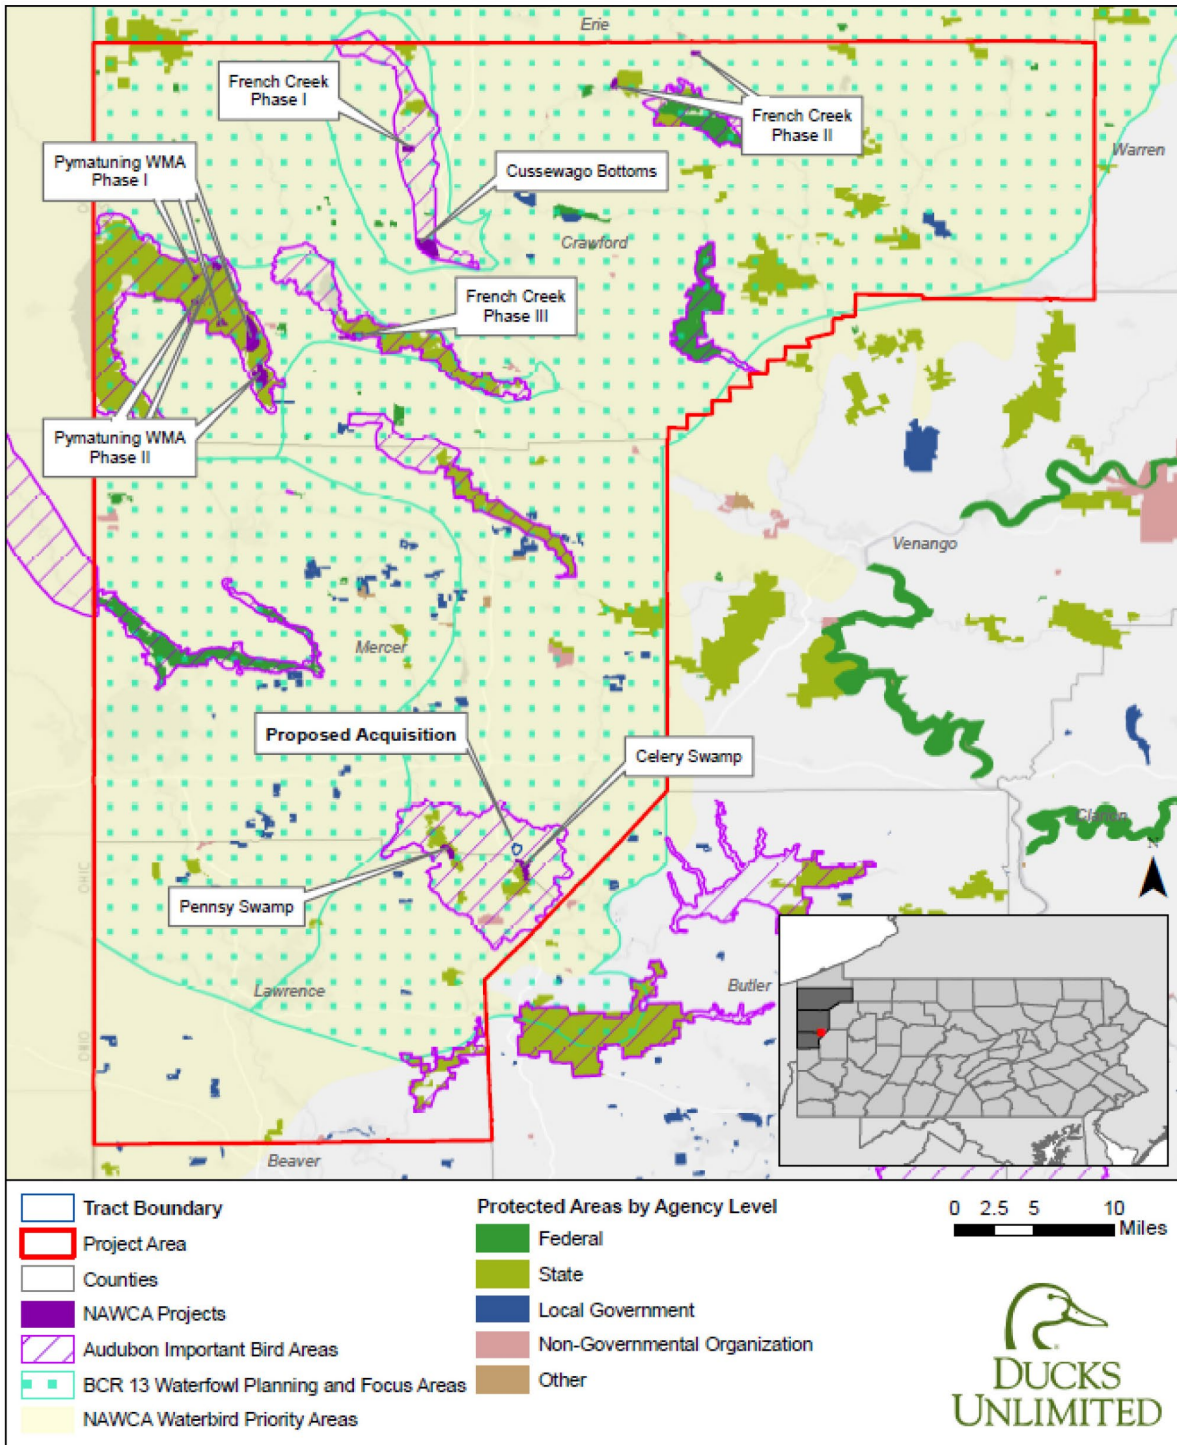 Erie
French Creek
Phase I
French Creek
Phase II
Warren
Pymatuning WMA
Phase I
Cussewago Bottoms
Crawford
French Creek
Phase III
Pymatuning WMA
Phase II
Venango
Mercer
Proposed Acquisition
Celery Swamp
Clarion
N
OHIO
Pennsy Swamp
Lawrence
Butler
OHIO
Beaver
Tract Boundary
Project Area
Counties
NAWCA Projects
Audubon Important Bird Areas
BCR 13 Waterfowl Planning and Focus Areas
NAWCA Waterbird Priority Areas
Protected Areas by Agency Level
Federal
State
Local Government
Non-Governmental Organization
Other
0 2.5 5 10
Miles
DUCKS
UNLIMITED